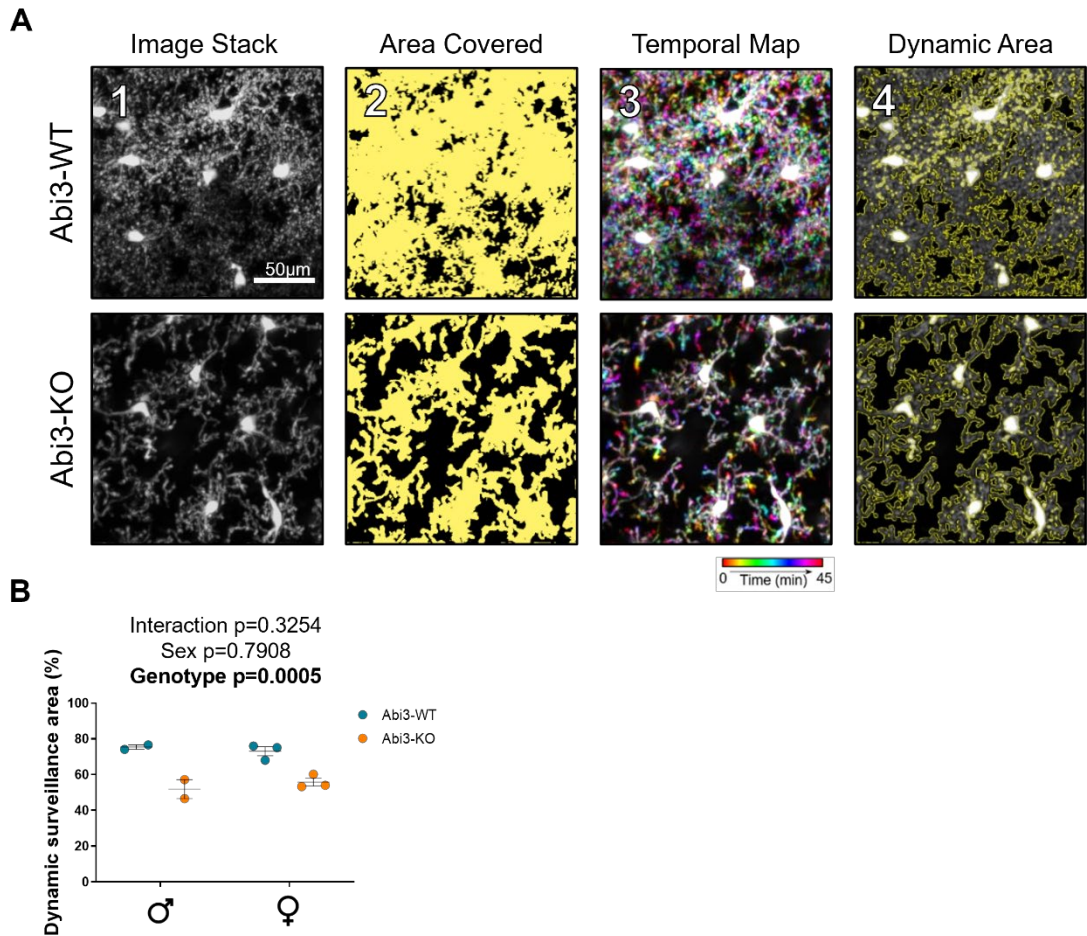 A
Image Stack
Area Covered
Temporal Map
Dynamic Area
Abi3-WT
1
50µm
2
3
4
Abi3-KO
0 Time (min) 45
B
Interaction p=0.3254
Sex p=0.7908
Genotype p=0.0005
Dynamic surveillance area (%)
100
80
60
40
20
0
Abi3-WT
Abi3-KO
♂ ♀